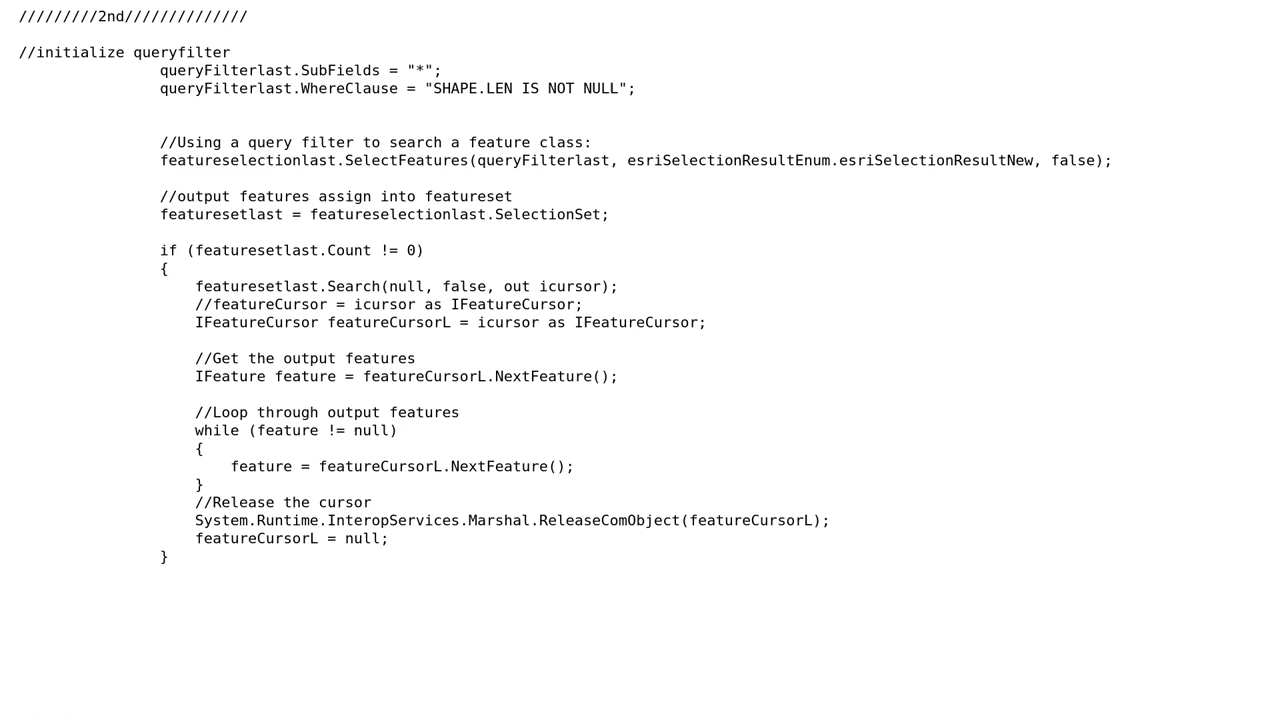 /////////2nd//////////////
//initialize queryfilter
queryFilterlast.SubFields = "*";
queryFilterlast.WhereClause = "SHAPE.LEN IS NOT NULL";
//Using a query filter to search a feature class:
featureselectionlast.SelectFeatures(queryFilterlast, esriSelectionResultEnum.esriSelectionResultNew, false);
//output features assign into featureset
featuresetlast = featureselectionlast.SelectionSet;
if (featuresetlast.Count != 0)
{
featuresetlast.Search(null, false, out icursor);
//featureCursor = icursor as IFeatureCursor;
IFeatureCursor featureCursorL = icursor as IFeatureCursor;
//Get the output features
IFeature feature = featureCursorL.NextFeature();
//Loop through output features
while (feature != null)
{
feature = featureCursorL.NextFeature();
}
//Release the cursor
System.Runtime.InteropServices.Marshal.ReleaseComObject(featureCursorL);
featureCursorL = null;
}